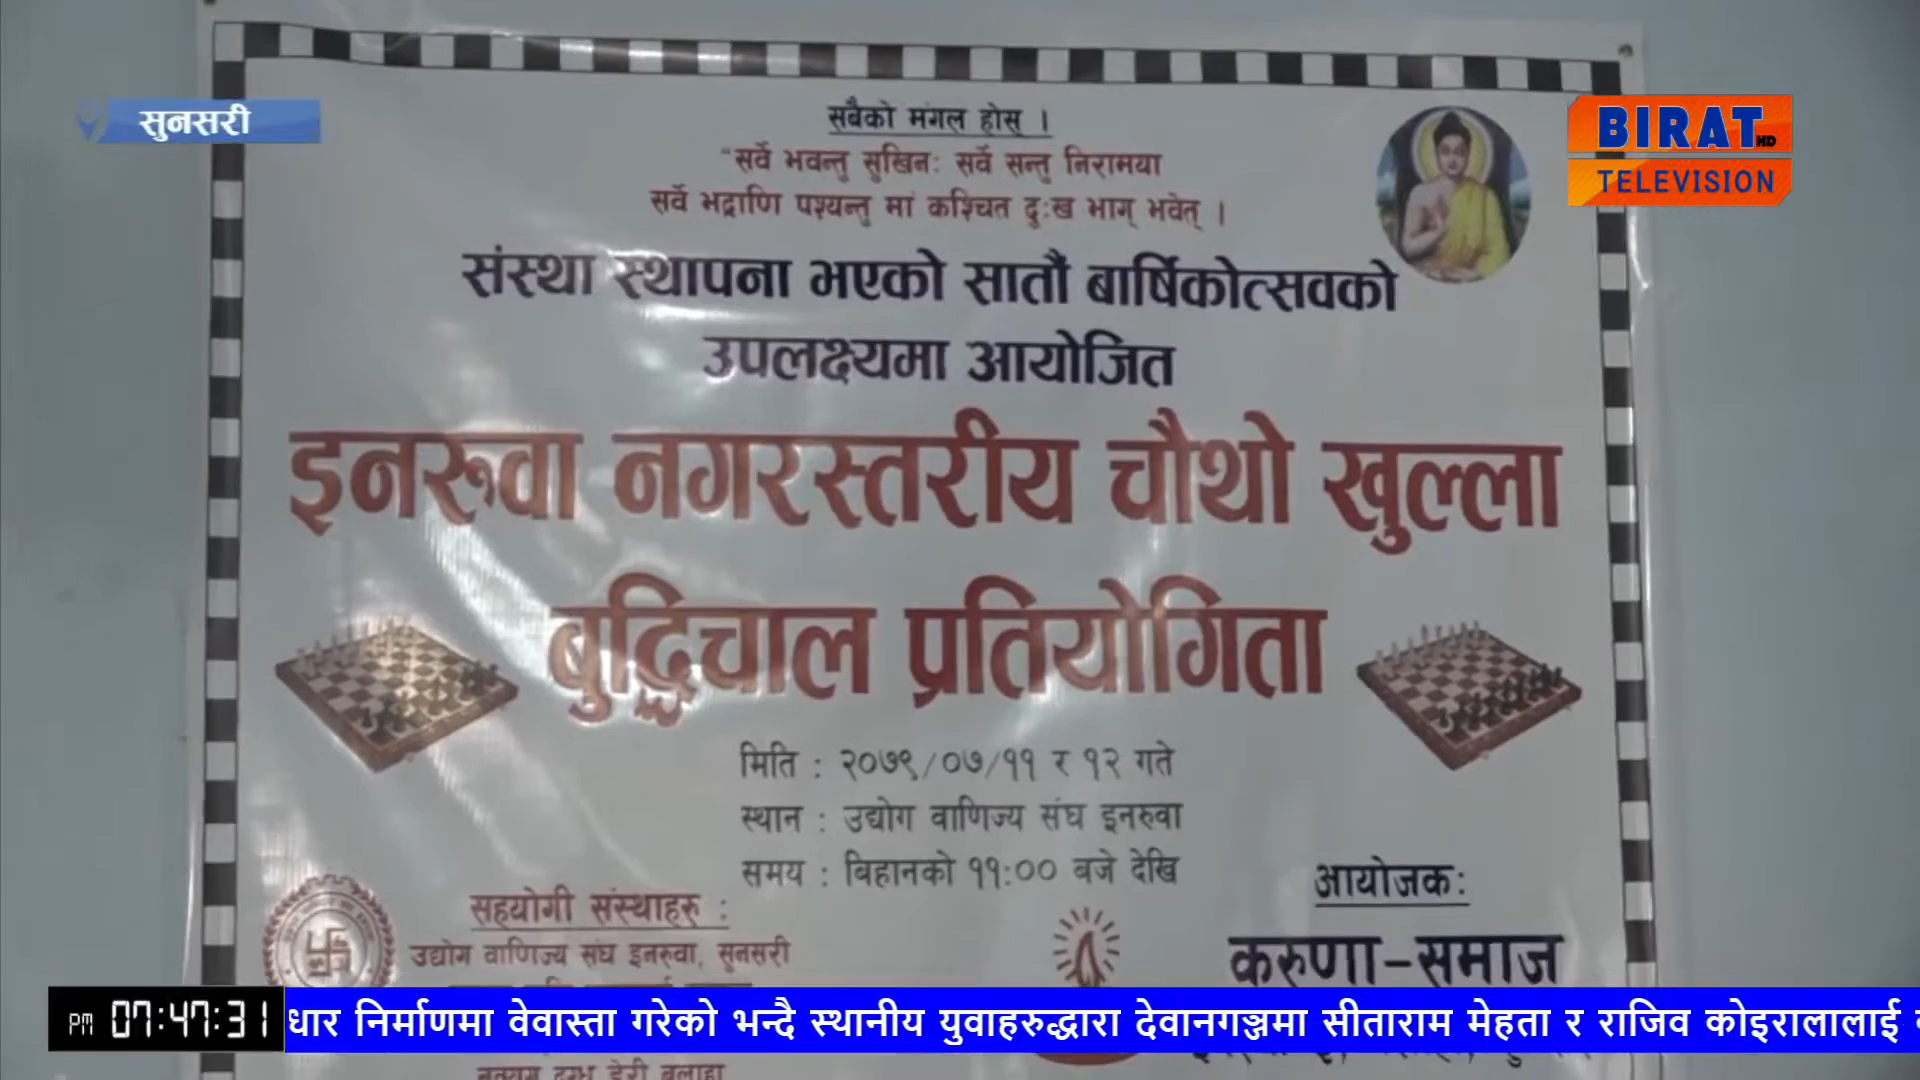 सुनसरी
BIRAT HD
TELEVISION
सबैको मंगल होस् ।
"सर्वे भवन्तु सुखिनः सर्वे सन्तु निरामया
सर्वे भद्राणि पश्यन्तु मां कश्चित दुःख भाग् भवेत् ।
संस्था स्थापना भएको सातौं बार्षिकोत्सवको
उपलक्ष्यमा आयोजित
इनरूवा नगरस्तरीय चौथो खुल्ला
बुद्धिचाल प्रतियोगिता
मिति : २०७९/०७/११ र १२ गते
स्थान : उद्योग वाणिज्य संघ इनरुवा
समय : बिहानको ११:०० बजे देखि
सहयोगी संस्थाहरु :
उद्योग वाणिज्य संघ इनरुवा, सुनसरी
आयोजक:
करुणा-समाज
PM 07:47:31
धार निर्माणमा वेवास्ता गरेको भन्दै स्थानीय युवाहरुद्धारा देवानगञ्जमा सीताराम मेहता र राजिव कोइरालालाई